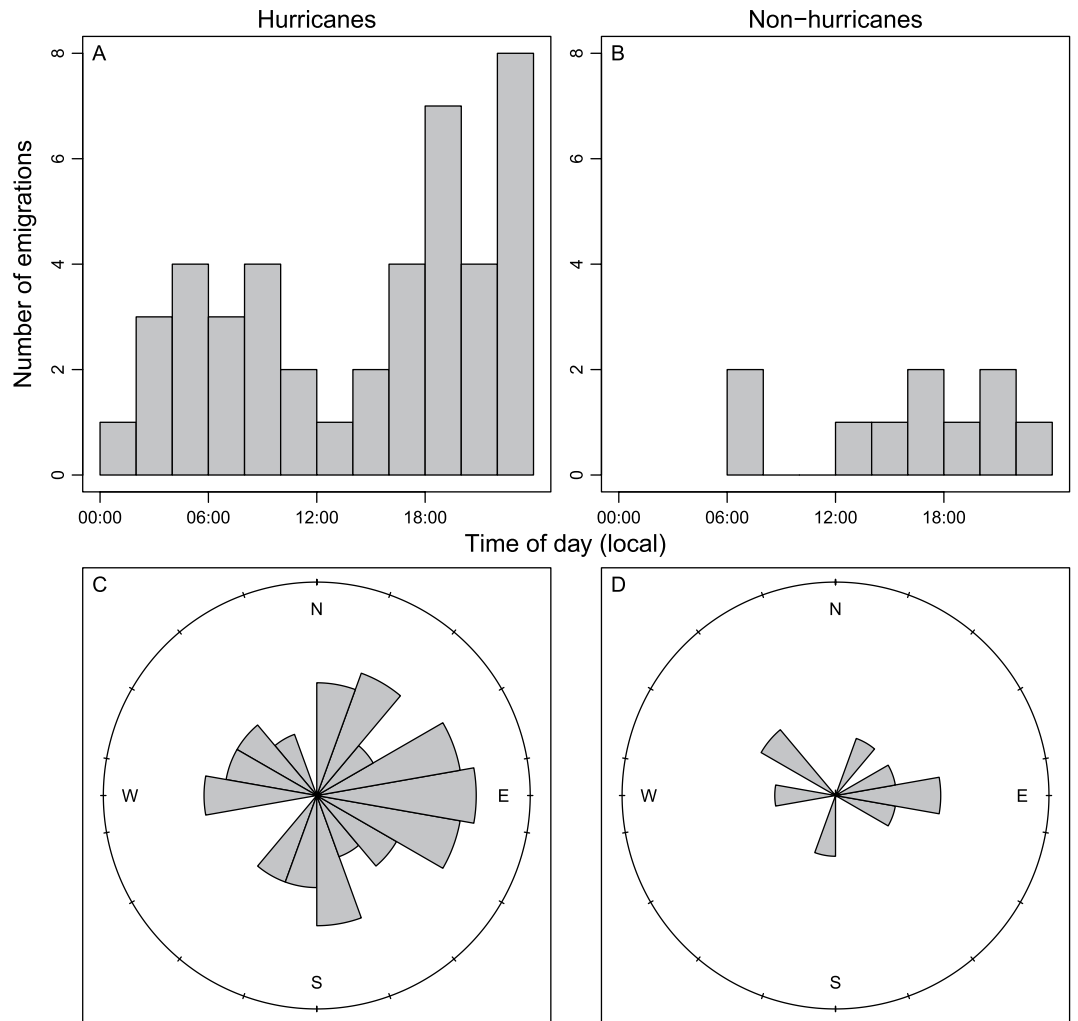 Hurricanes
Non−hurricanes
A
B
Number of emigrations
8
6
4
2
0
8
6
4
2
0
00:00 06:00 12:00 18:00
00:00 06:00 12:00 18:00
Time of day (local)
C
N
W
E
S
D
N
W
E
S